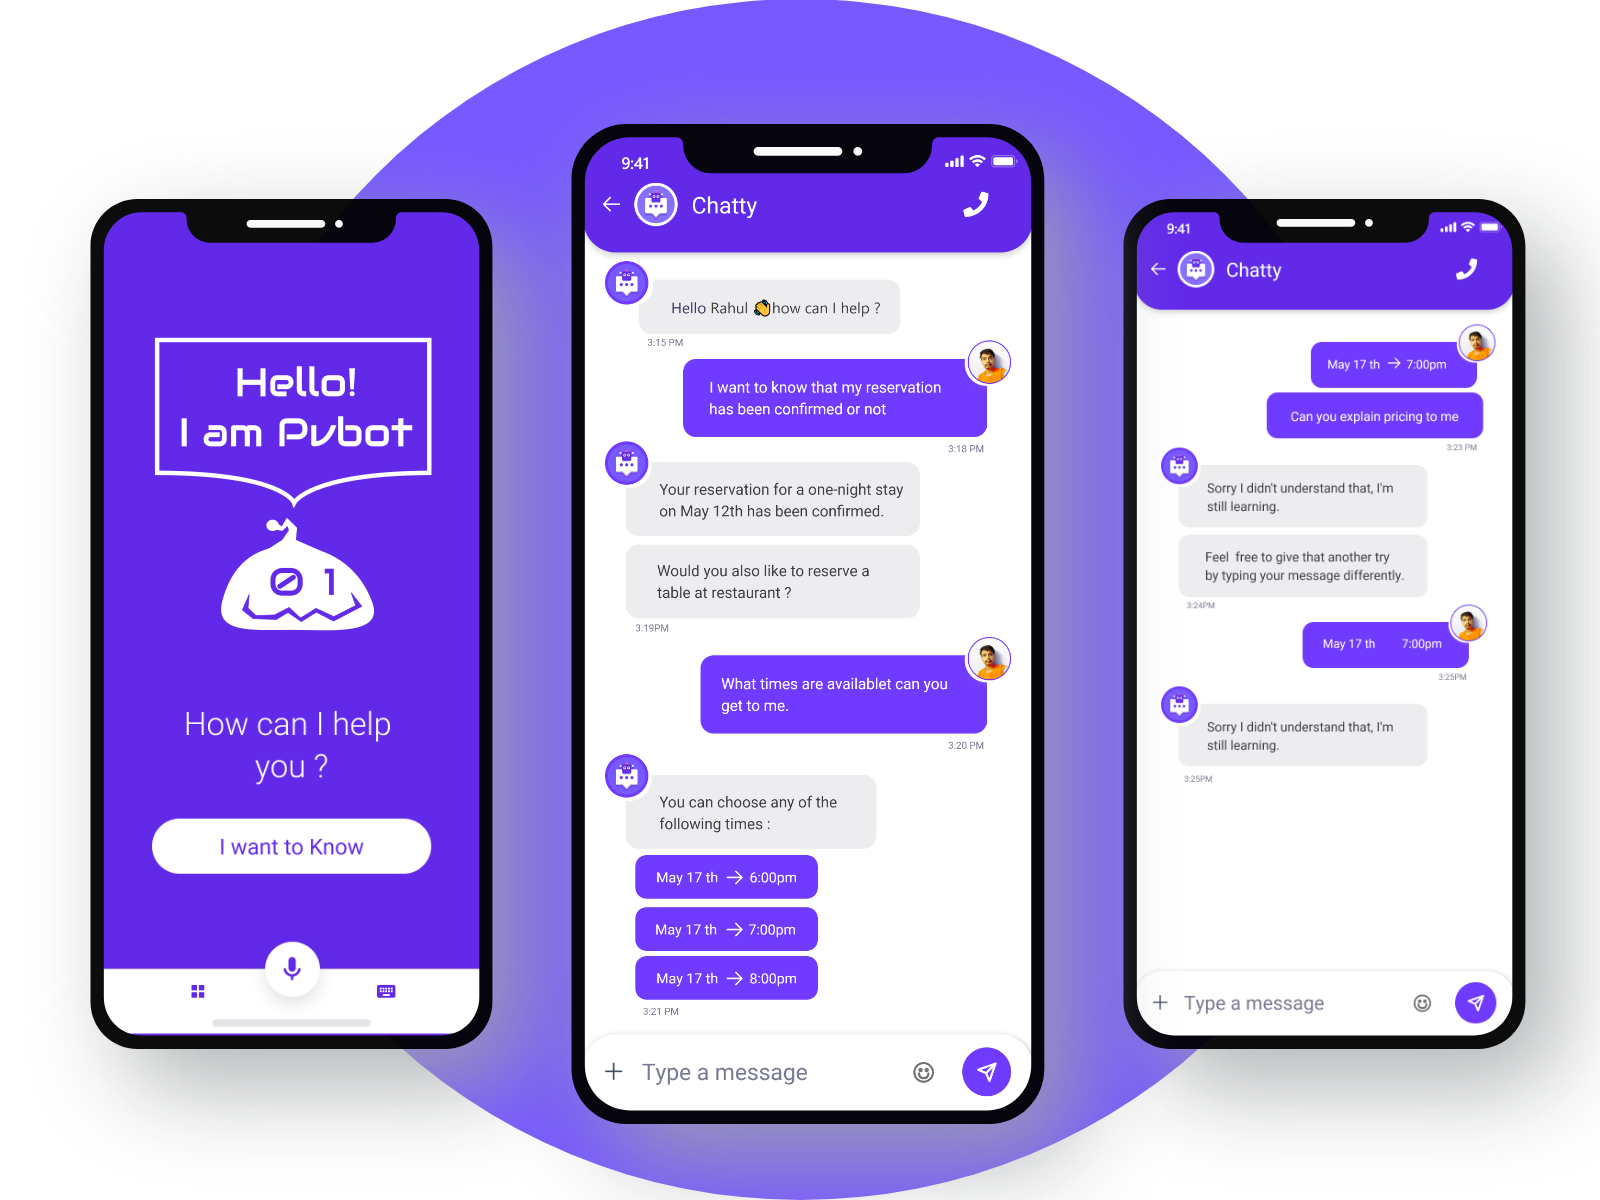 Hello!
I am Pvbot
0 1
How can I help
you ?
I want to Know
9:41
Chatty
Hello Rahul 👏how can I help ?
3:15 PM
I want to know that my reservation
has been confirmed or not
3:18 PM
Your reservation for a one-night stay
on May 12th has been confirmed.
Would you also like to reserve a
table at restaurant ?
3:19PM
What times are availablet can you
get to me.
3:20 PM
You can choose any of the
following times :
May 17 th → 6:00pm
May 17 th → 7:00pm
May 17 th → 8:00pm
3:21 PM
Type a message
9:41
Chatty
May 17 th → 7:00pm
Can you explain pricing to me
3:23 PM
Sorry I didn't understand that, I'm
still learning.
Feel  free to give that another try
by typing your message differently.
3:24PM
May 17 th 7:00pm
3:25PM
Sorry I didn't understand that, I'm
still learning.
3:25PM
Type a message